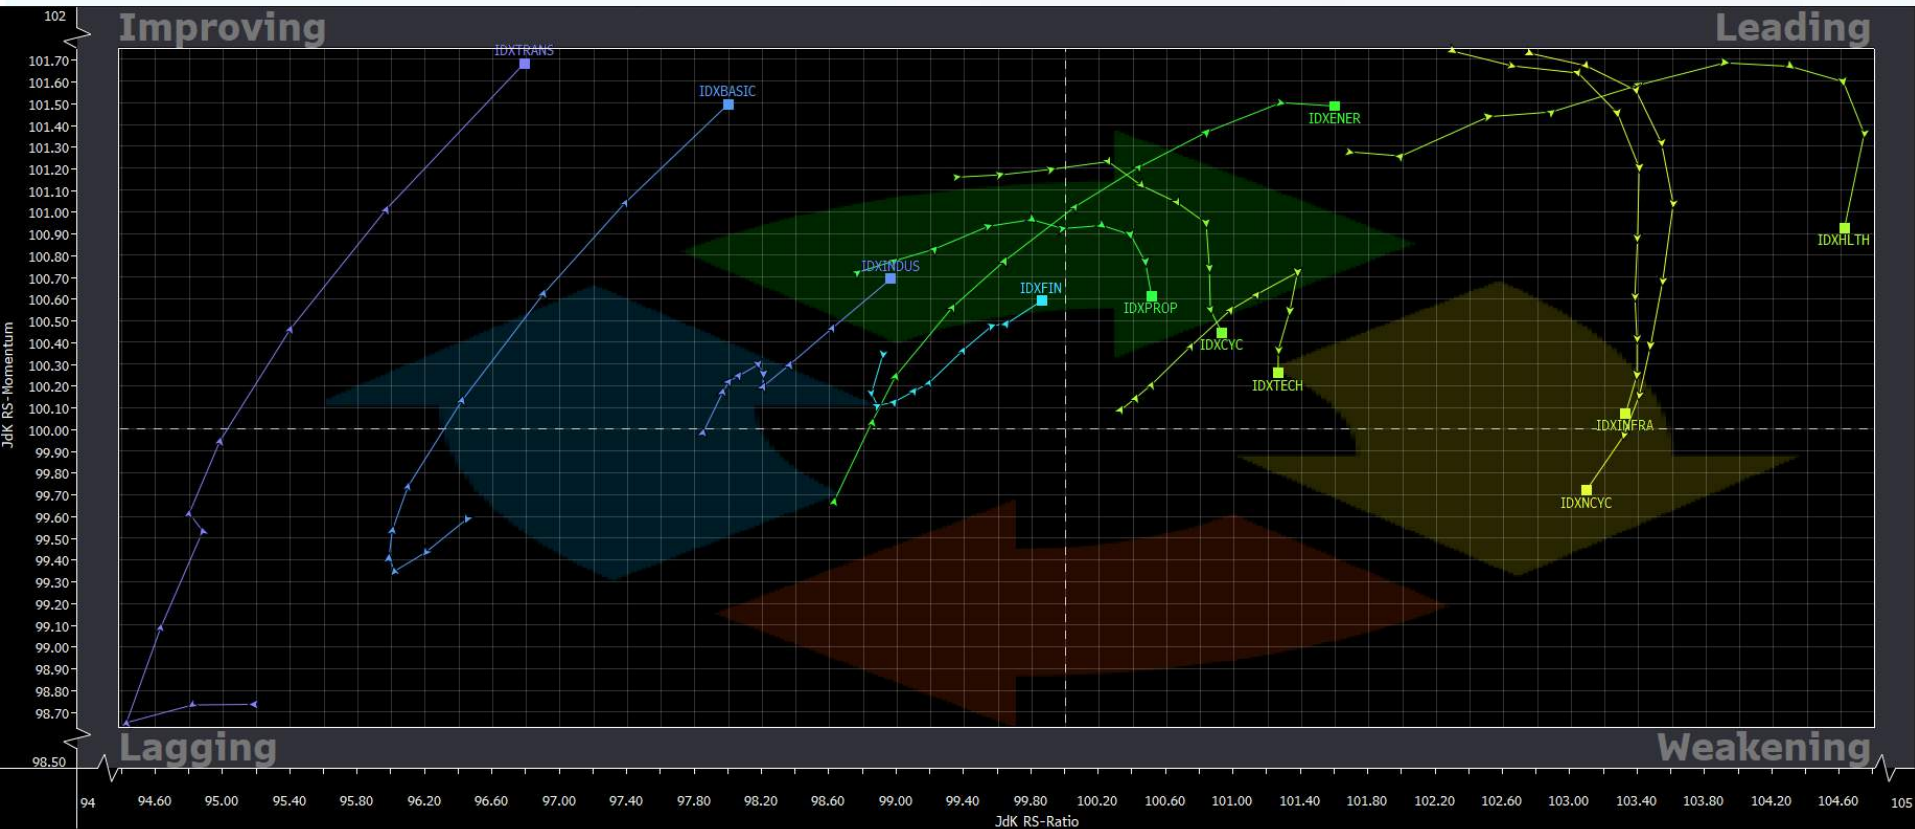 102
Improving
Leading
IDXTRANS
101.70
IDXBASIC
101.60
101.50
IDXENER
101.40
101.30
101.20
101.10
101.00
100.90
IDXHLTH
100.80
IDXINDUS
100.70
IDXFIN
100.60
IDXPROP
100.50
100.40
IDXCYC
100.30
IDXTECH
100.20
100.10
IDXINFRA
100.00
99.90
99.80
99.70
IDXNCYC
99.60
99.50
99.40
99.30
99.20
99.10
99.00
98.90
98.80
98.70
JdK RS-Momentum
Lagging
Weakening
98.50
94 94.60 95.00 95.40 95.80 96.20 96.60 97.00 97.40 97.80 98.20 98.60 99.00 99.40 99.80 100.20 100.60 101.00 101.40 101.80 102.20 102.60 103.00 103.40 103.80 104.20 104.60 105
JdK RS-Ratio